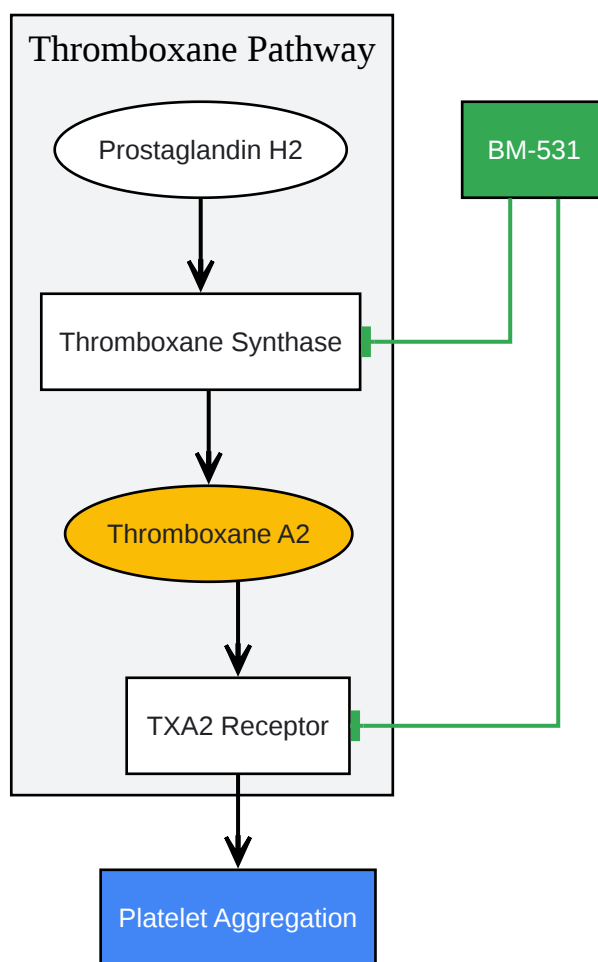 Thromboxane Pathway
Prostaglandin H2
BM-531
Thromboxane Synthase
Thromboxane A2
TXA2 Receptor
Platelet Aggregation